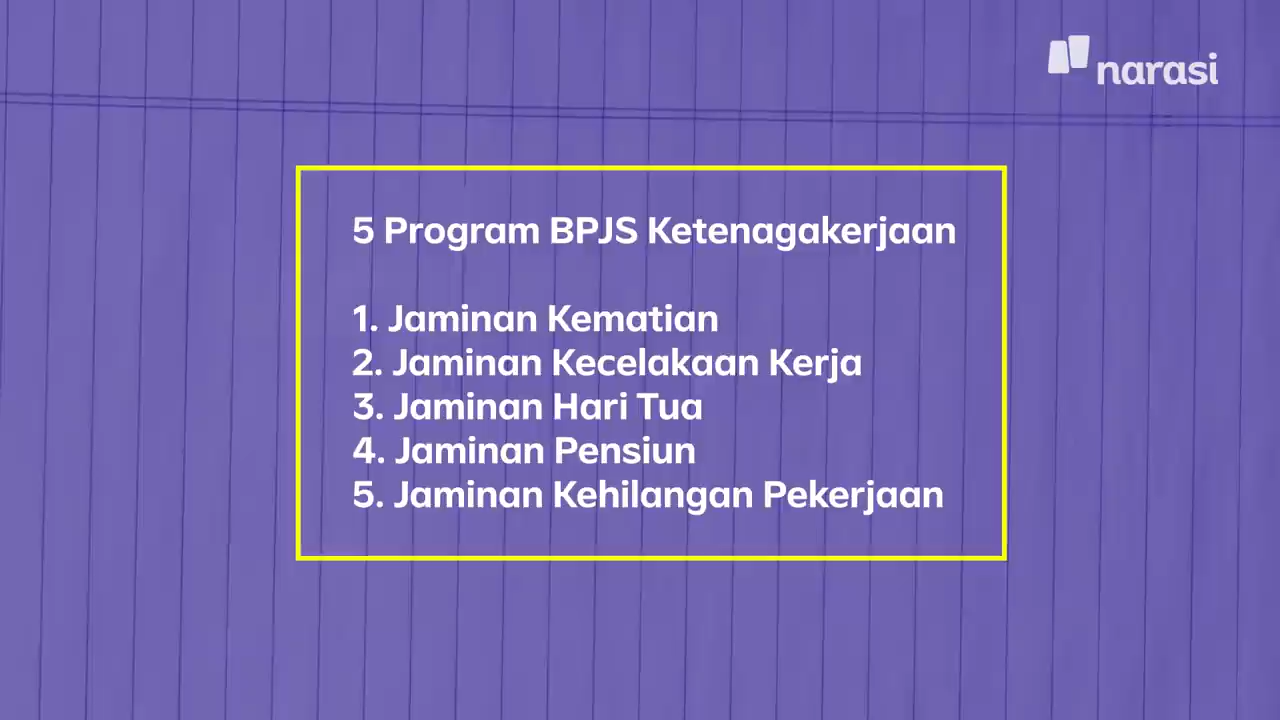 narasi
5 Program BPJS Ketenagakerjaan
1. Jaminan Kematian
2. Jaminan Kecelakaan Kerja
3. Jaminan Hari Tua
4. Jaminan Pensiun
5. Jaminan Kehilangan Pekerjaan